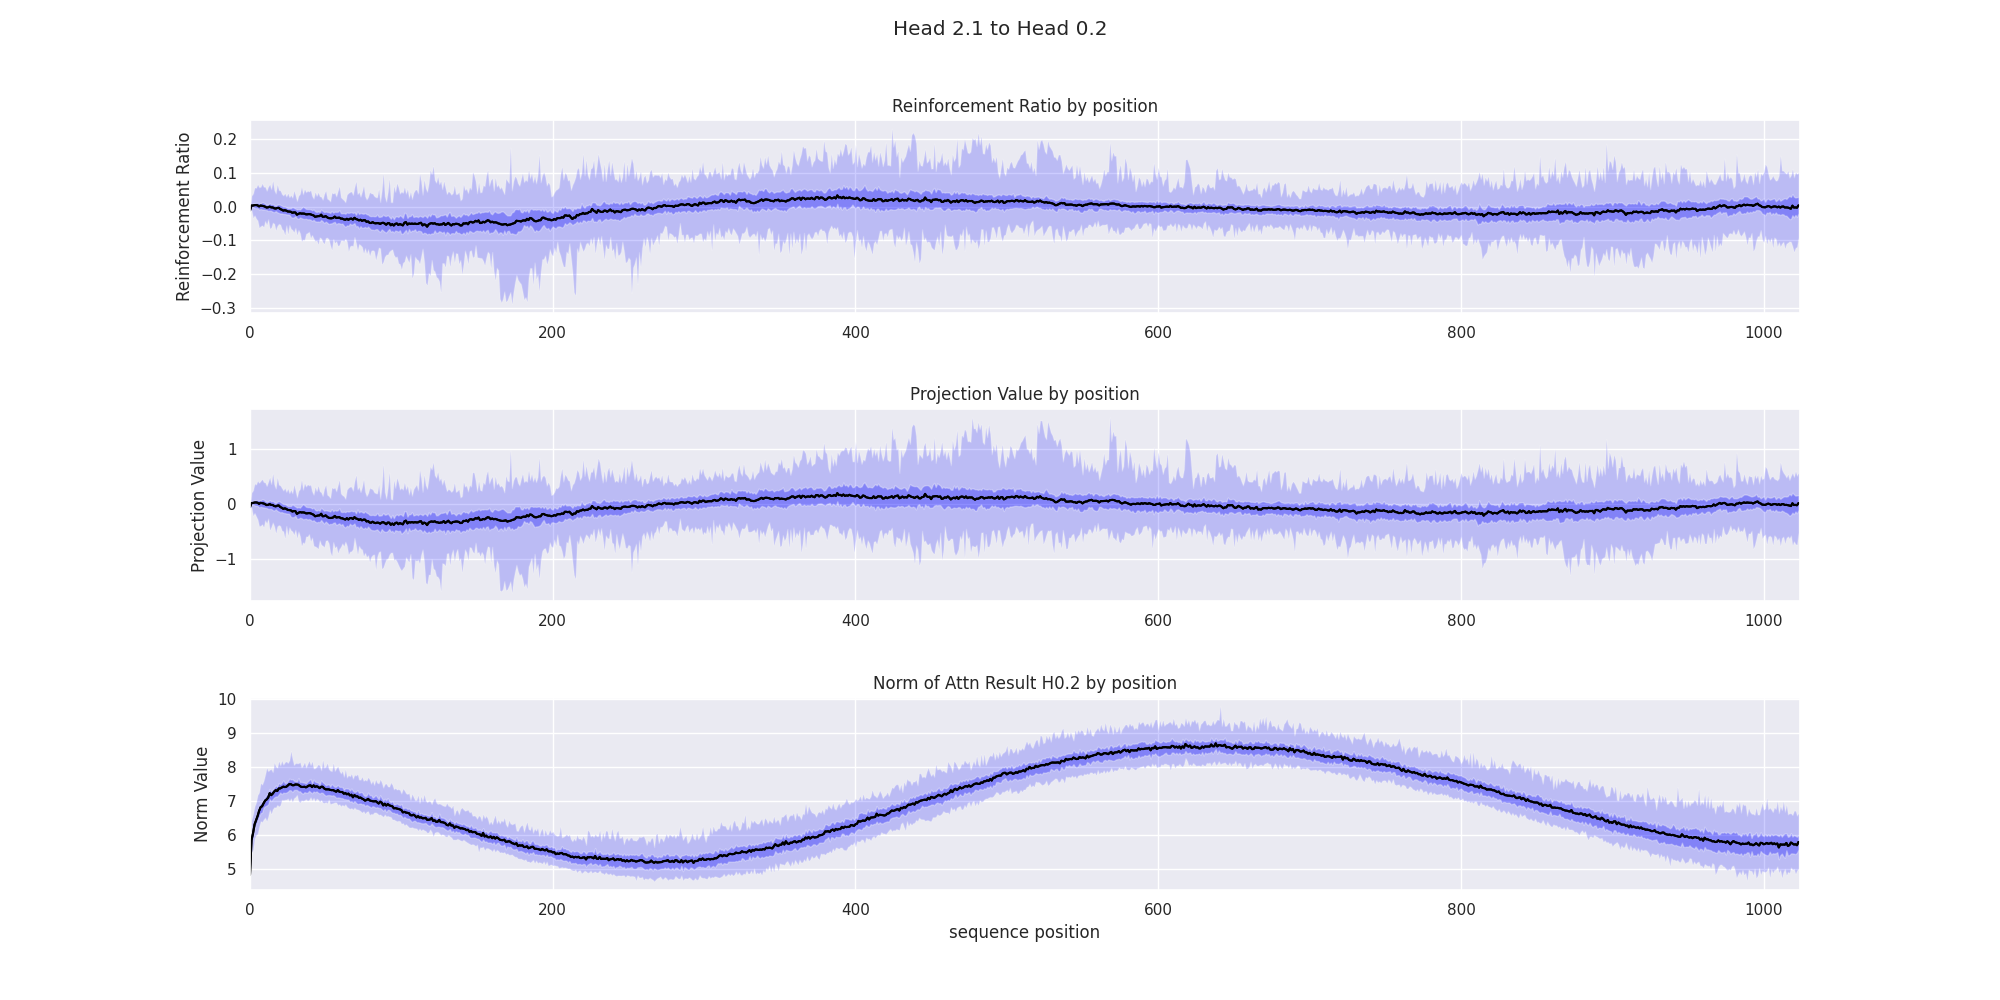 Head 2.1 to Head 0.2
Reinforcement Ratio by position
Reinforcement Ratio
0.2
0.1
0.0
−0.1
−0.2
−0.3
0 200 400 600 800 1000
Projection Value by position
Projection Value
1
0
−1
0 200 400 600 800 1000
Norm of Attn Result H0.2 by position
Norm Value
10
9
8
7
6
5
0 200 400 600 800 1000
sequence position